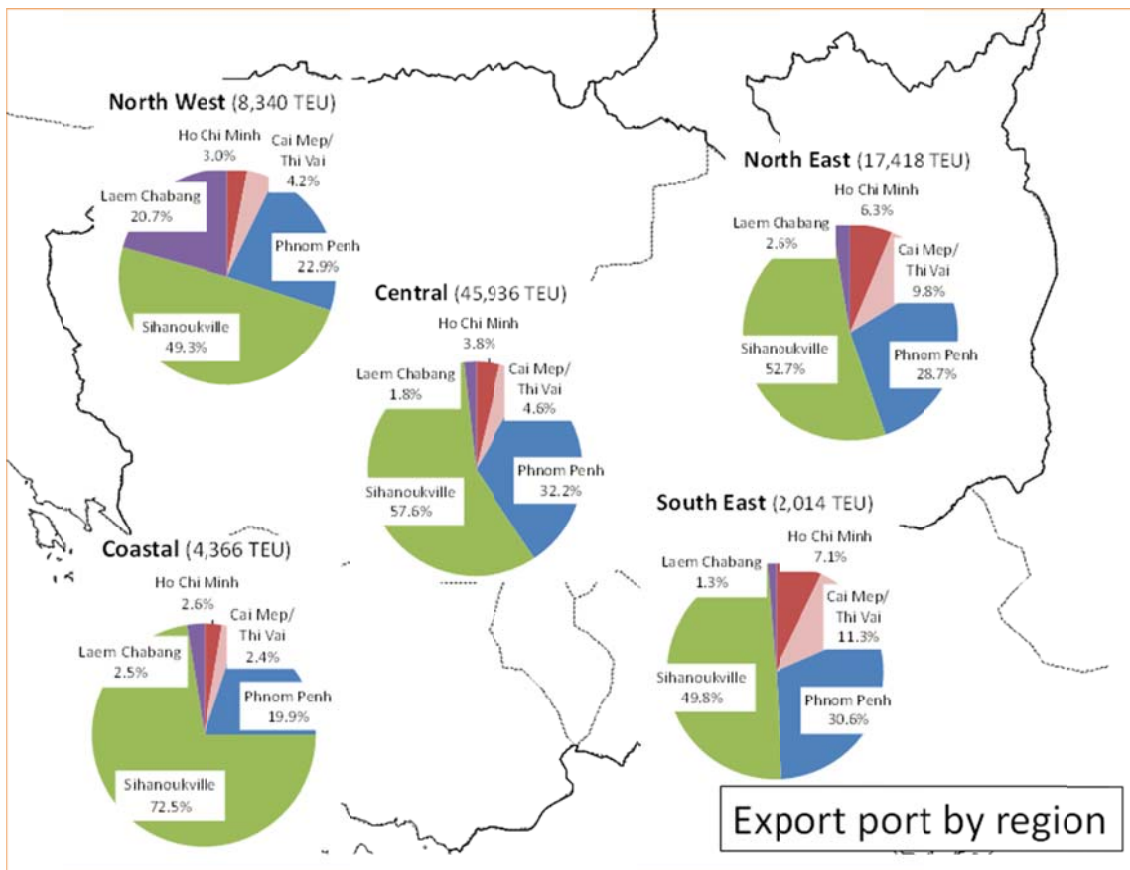 North West (8,340 TEU)
Ho Chi Minh
3.0%
Cai Mep/
Thi Vai
4.2%
Laem Chabang
20.7%
Phnom Penh
22.9%
Sihanoukville
49.3%
North East (17,418 TEU)
Ho Chi Minh
6.3%
Laem Chabang
2.6%
Cai Mep/
Thi Vai
9.8%
Sihanoukville
52.7%
Phnom Penh
28.7%
Central (45,936 TEU)
Ho Chi Minh
3.8%
Laem Chabang
1.8%
Cai Mep/
Thi Vai
4.6%
Phnom Penh
32.2%
Sihanoukville
57.6%
South East (2,014 TEU)
Ho Chi Minh
7.1%
Laem Chabang
1.3%
Cai Mep/
Thi Vai
11.3%
Sihanoukville
49.8%
Phnom Penh
30.6%
Coastal (4,366 TEU)
Ho Chi Minh
2.6%
Cai Mep/
Thi Vai
2.4%
Laem Chabang
2.5%
Phnom Penh
19.9%
Sihanoukville
72.5%
Export port by region